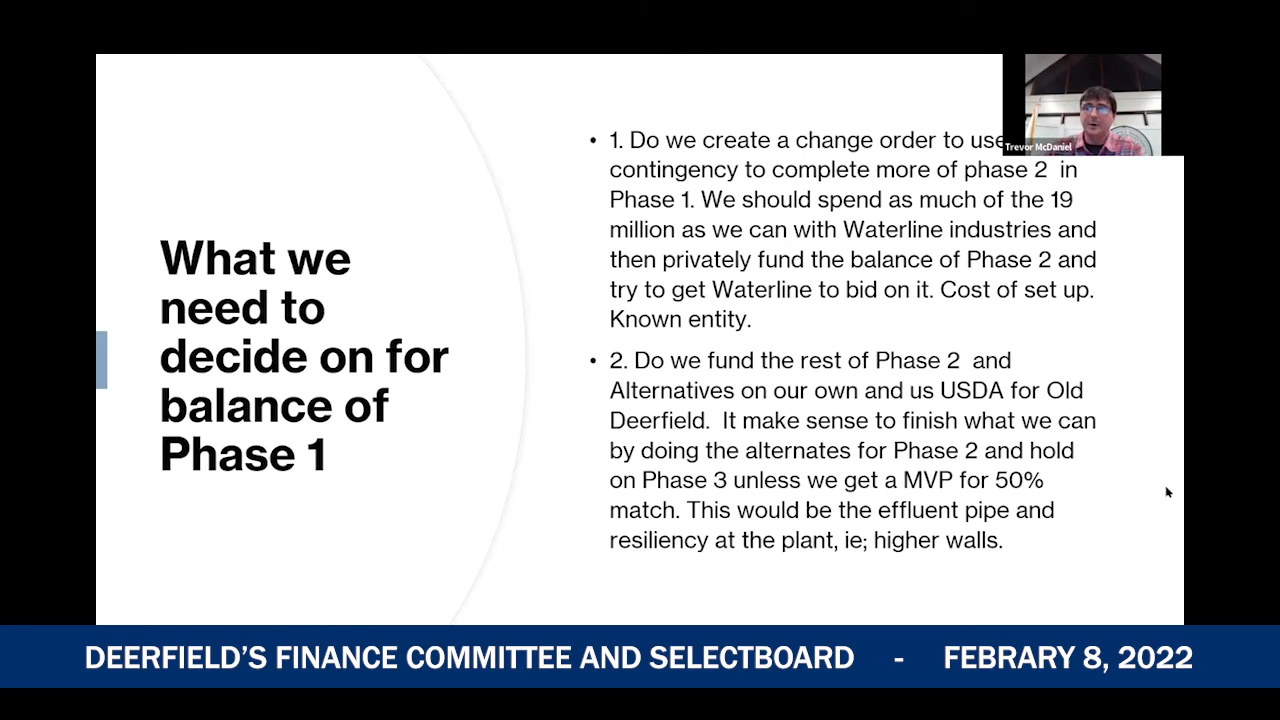 What we
need to
decide on for
balance of
Phase 1
• 1. Do we create a change order to use
contingency to complete more of phase 2 in
Phase 1. We should spend as much of the 19
million as we can with Waterline industries and
then privately fund the balance of Phase 2 and
try to get Waterline to bid on it. Cost of set up.
Known entity.
• 2. Do we fund the rest of Phase 2 and
Alternatives on our own and us USDA for Old
Deerfield. It make sense to finish what we can
by doing the alternates for Phase 2 and hold
on Phase 3 unless we get a MVP for 50%
match. This would be the effluent pipe and
resiliency at the plant, ie; higher walls.
Trevor McDaniel
DEERFIELD'S FINANCE COMMITTEE AND SELECTBOARD - FEBRARY 8, 2022